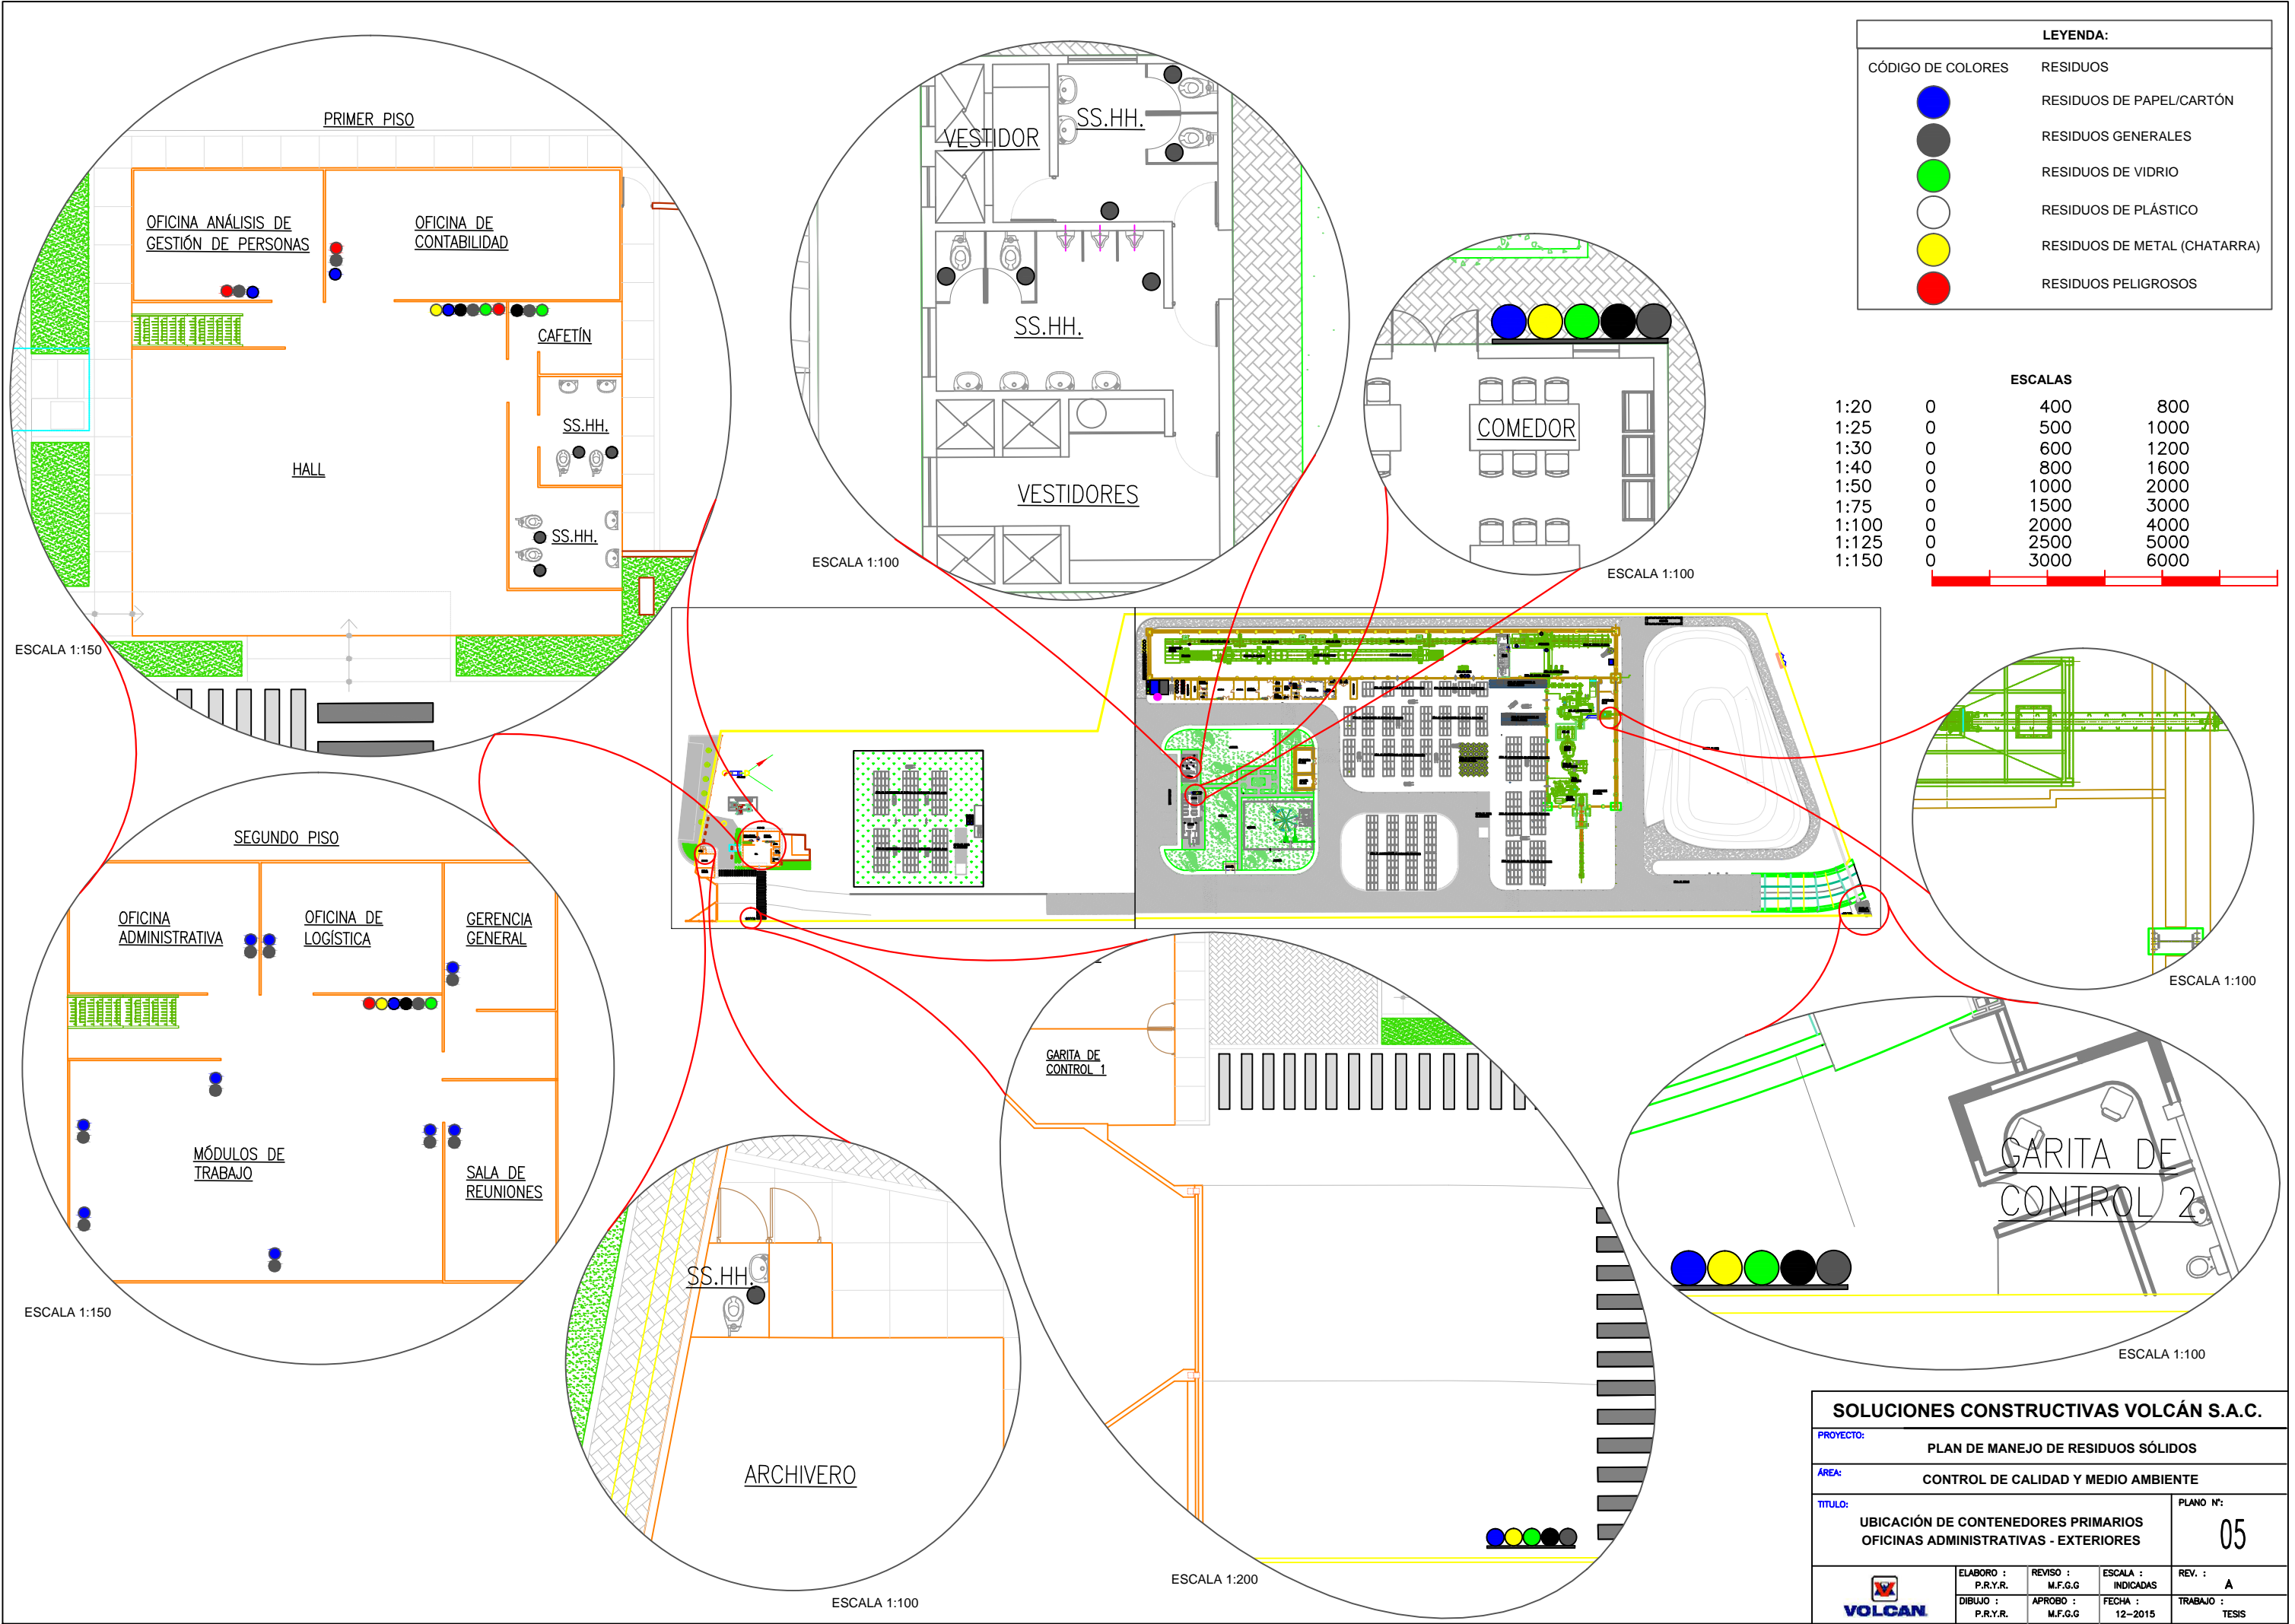 PRIMER PISO
OFICINA ANÁLISIS DE
GESTIÓN DE PERSONAS
OFICINA DE
CONTABILIDAD
CAFETÍN
SS.HH.
HALL
SS.HH.
ESCALA 1:150
VESTIDOR
SS.HH.
SS.HH.
VESTIDORES
ESCALA 1:100
COMEDOR
ESCALA 1:100
LEYENDA:
CÓDIGO DE COLORES RESIDUOS
RESIDUOS DE PAPEL/CARTÓN
RESIDUOS GENERALES
RESIDUOS DE VIDRIO
RESIDUOS DE PLÁSTICO
RESIDUOS DE METAL (CHATARRA)
RESIDUOS PELIGROSOS
ESCALAS
1:20 0 400 800
1:25 0 500 1000
1:30 0 600 1200
1:40 0 800 1600
1:50 0 1000 2000
1:75 0 1500 3000
1:100 0 2000 4000
1:125 0 2500 5000
1:150 0 3000 6000
SEGUNDO PISO
OFICINA
ADMINISTRATIVA
OFICINA DE
LOGÍSTICA
GERENCIA
GENERAL
MÓDULOS DE
TRABAJO
SALA DE
REUNIONES
ESCALA 1:150
SS.HH.
ARCHIVERO
ESCALA 1:100
GARITA DE
CONTROL 1
ESCALA 1:200
ESCALA 1:100
GARITA DE
CONTROL 2
ESCALA 1:100
SOLUCIONES CONSTRUCTIVAS VOLCÁN S.A.C.
PROYECTO:
PLAN DE MANEJO DE RESIDUOS SÓLIDOS
ÁREA:
CONTROL DE CALIDAD Y MEDIO AMBIENTE
TITULO:
UBICACIÓN DE CONTENEDORES PRIMARIOS
OFICINAS ADMINISTRATIVAS - EXTERIORES
PLANO N°:
05
VOLCAN
ELABORO :
P.R.Y.R.
REVISO :
M.F.G.G
ESCALA :
INDICADAS
REV. :
A
DIBUJO :
P.R.Y.R.
APROBO :
M.F.G.G
FECHA :
12-2015
TRABAJO :
TESIS